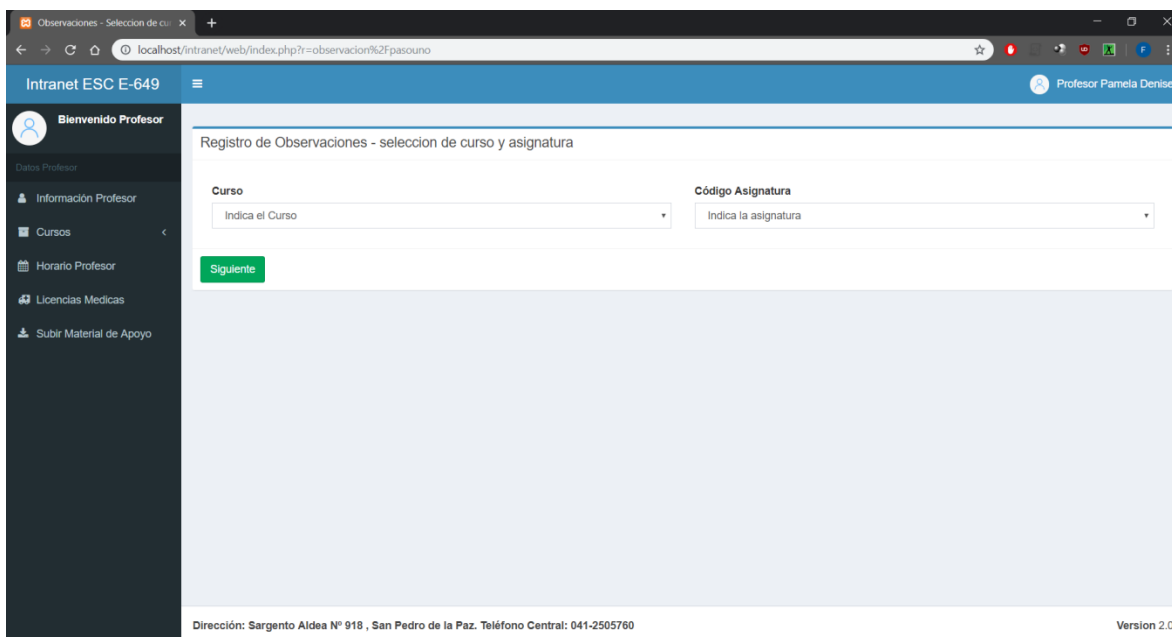 Observaciones - Seleccion de cu
localhost/intranet/web/index.php?r=observacion%2Fpasouno
F
Intranet ESC E-649
Profesor Pamela Denise
Bienvenido Profesor
Registro de Observaciones - seleccion de curso y asignatura
Datos Profesor
Información Profesor
Curso
Código Asignatura
Indica el Curso
Indica la asignatura
Cursos
Horario Profesor
Siguiente
Licencias Medicas
Subir Material de Apoyo
Dirección: Sargento Aldea Nº 918 , San Pedro de la Paz. Teléfono Central: 041-2505760
Version 2.0